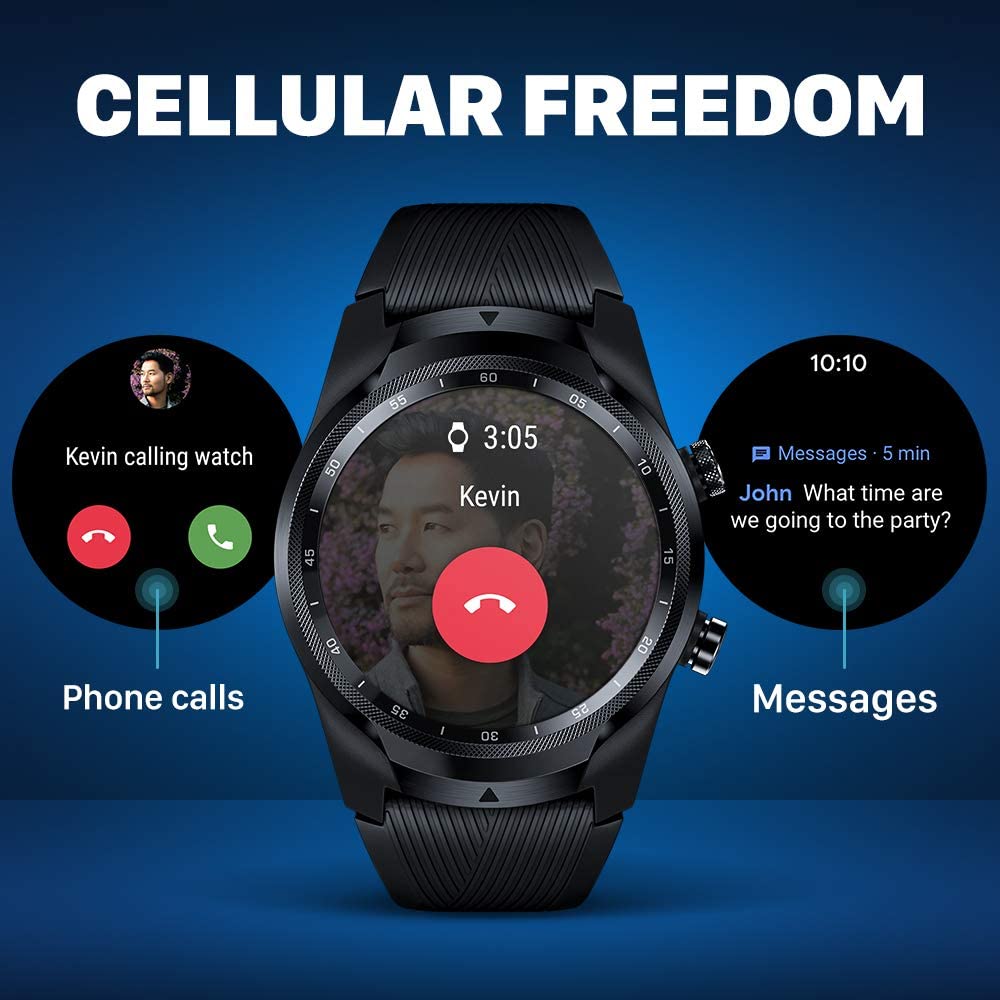 CELLULAR FREEDOM
Kevin calling watch
Phone calls
3:05
Kevin
60
05
10
15
20
25
30
35
40
45
50
55
10:10
Messages · 5 min
John What time are
we going to the party?
Messages